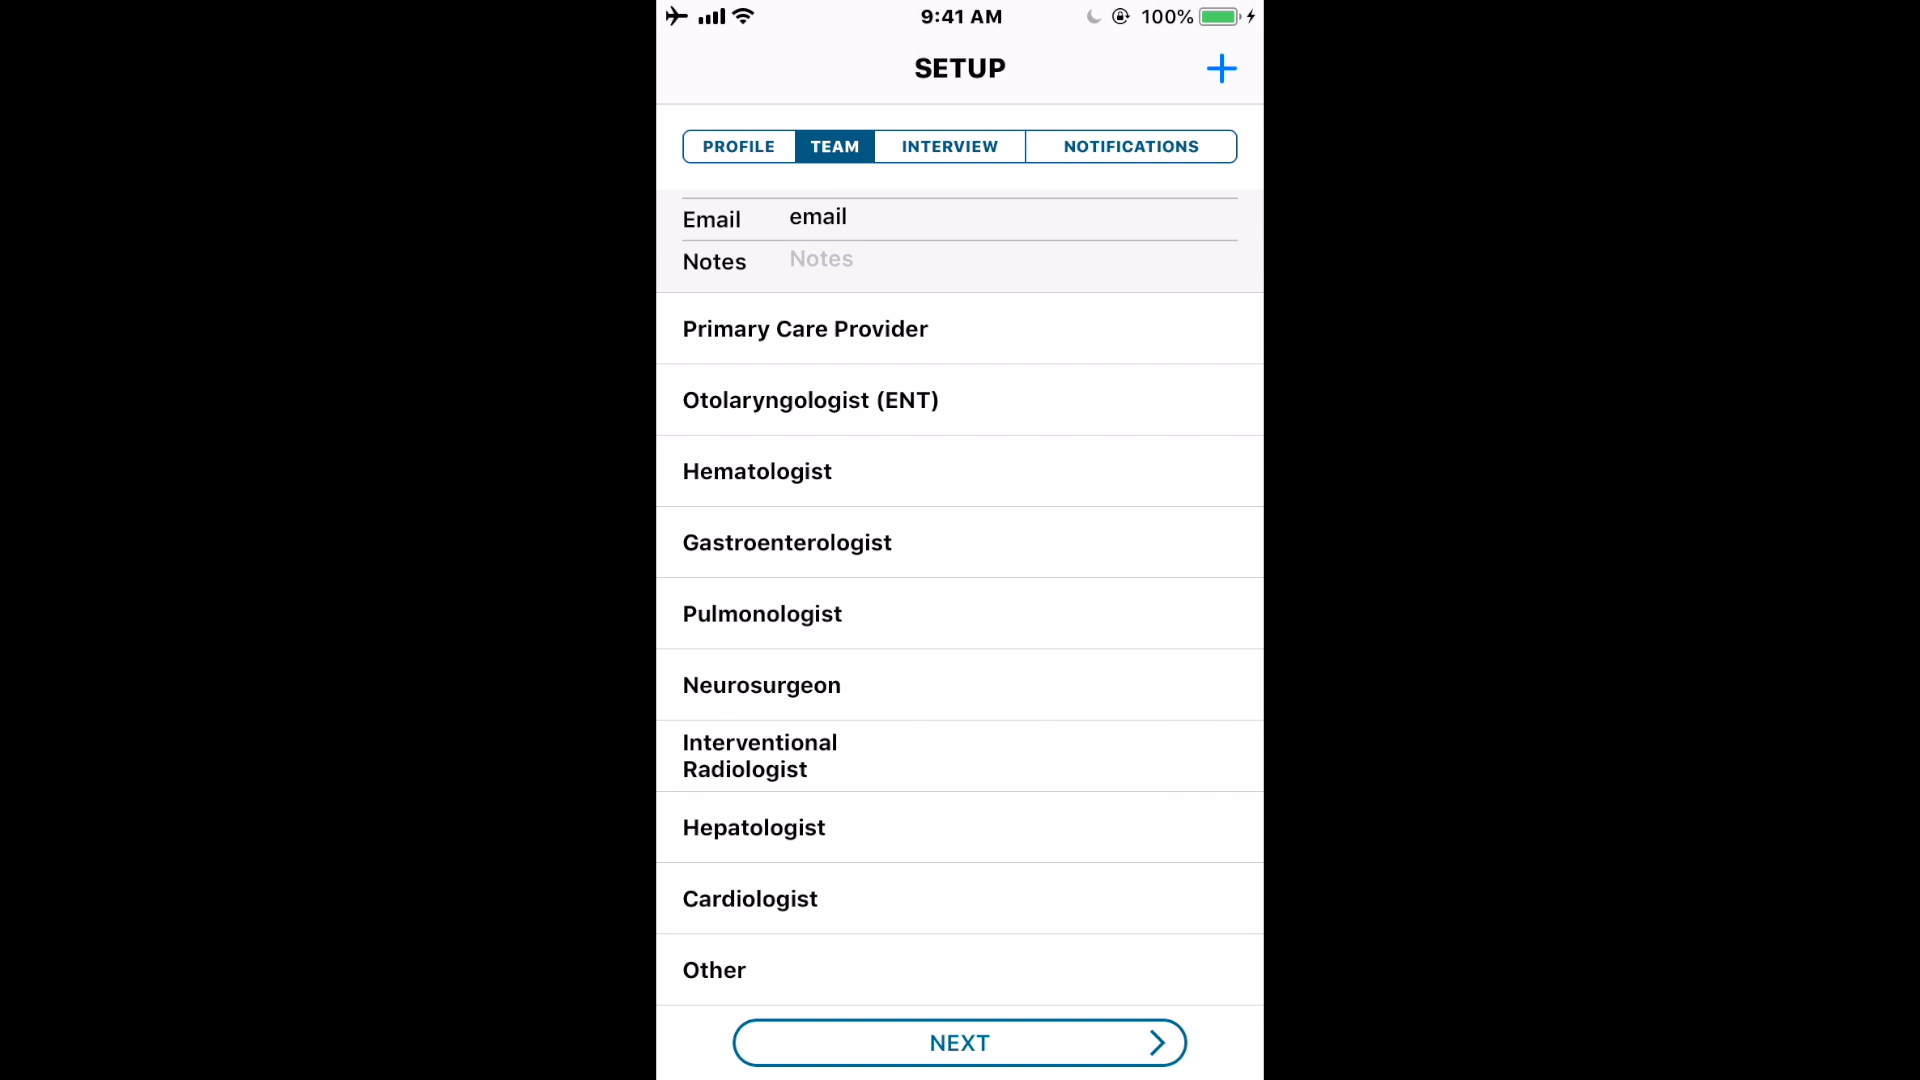 9:41 AM
100%
SETUP
PROFILE TEAM INTERVIEW NOTIFICATIONS
Email email
Notes Notes
Primary Care Provider
Otolaryngologist (ENT)
Hematologist
Gastroenterologist
Pulmonologist
Neurosurgeon
Interventional
Radiologist
Hepatologist
Cardiologist
Other
NEXT